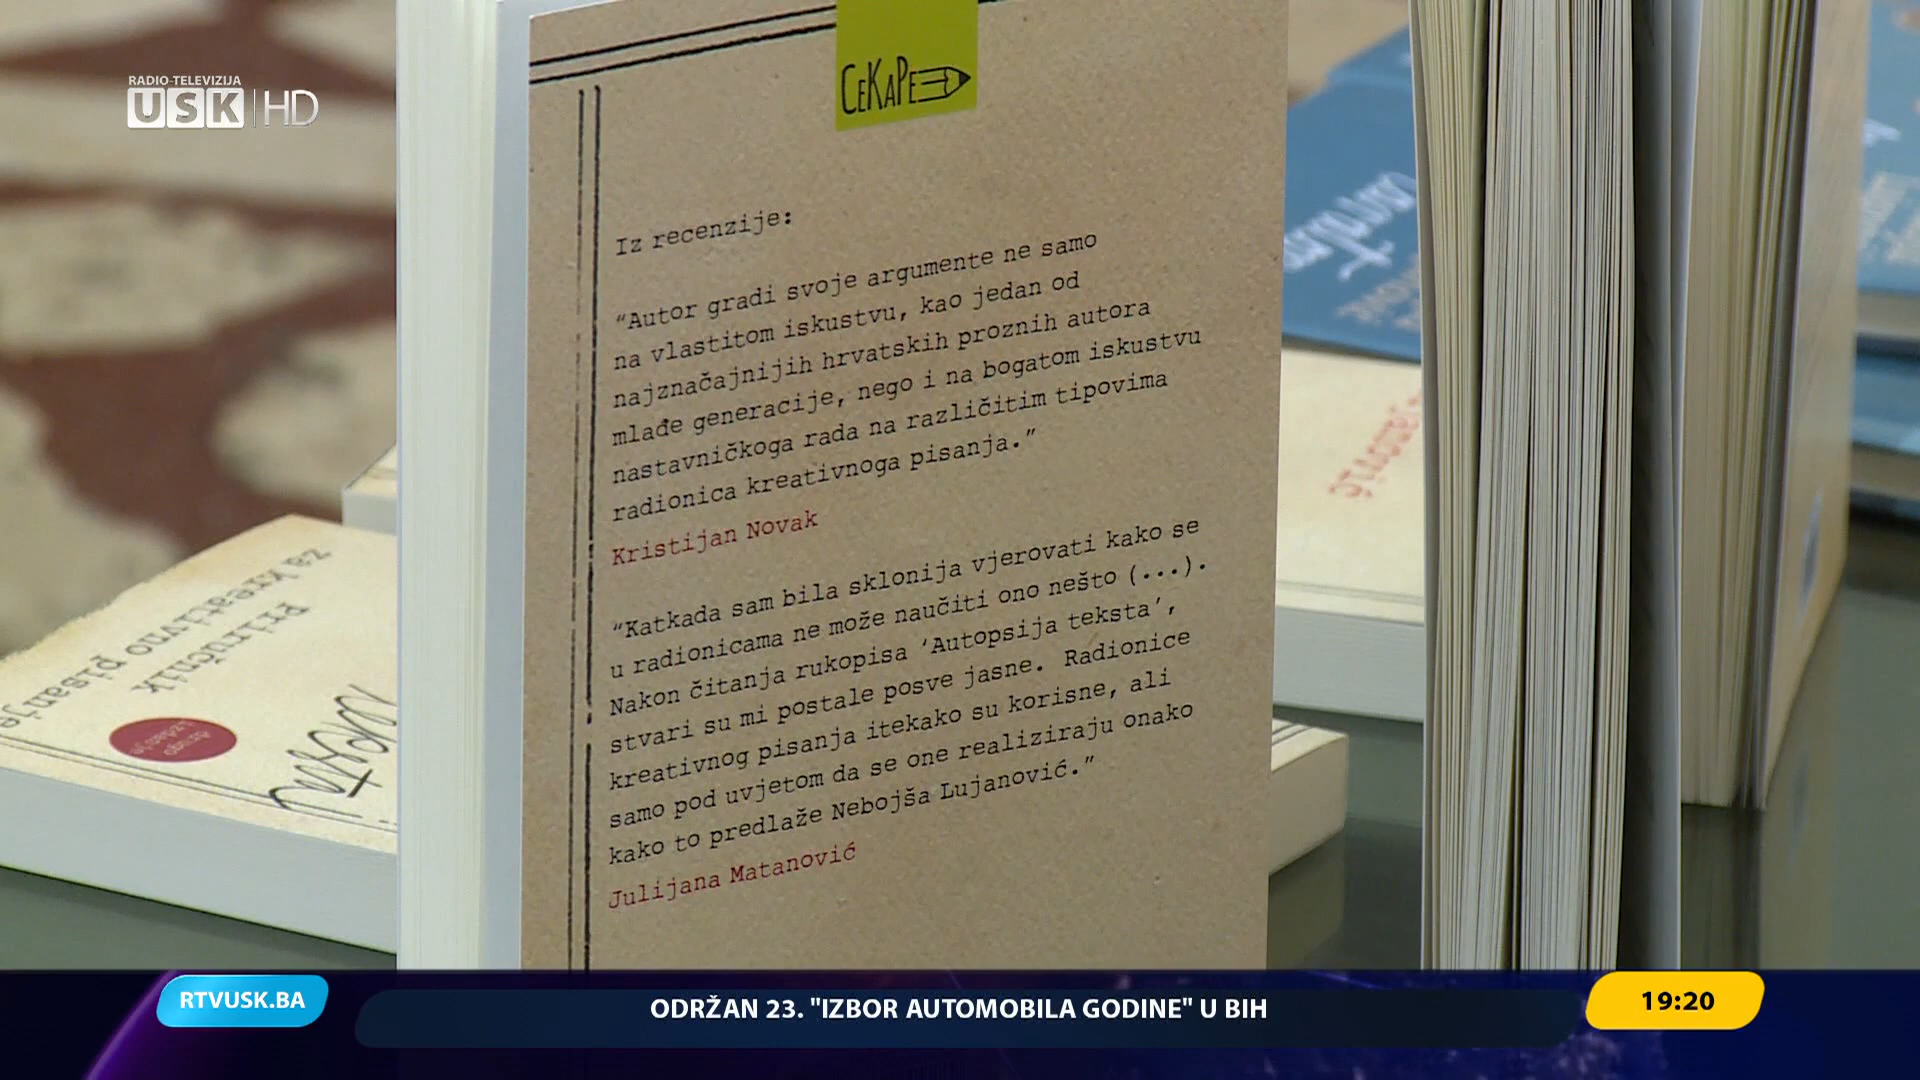 RADIO-TELEVIZIJA
USK HD
CeKaPe
Iz recenzije:
“Autor gradi svoje argumente ne samo
na vlastitom iskustvu, kao jedan od
najznačajnijih hrvatskih proznih autora
mlađe generacije, nego i na bogatom iskustvu
nastavničkoga rada na različitim tipovima
radionica kreativnoga pisanja.”
Kristijan Novak
“Katkada sam bila sklonija vjerovati kako se
u radionicama ne može naučiti ono nešto (...).
Nakon čitanja rukopisa ‘Autopsija teksta’,
stvari su mi postale posve jasne. Radionice
kreativnog pisanja itekako su korisne, ali
samo pod uvjetom da se one realiziraju onako
kako to predlaže Nebojša Lujanović.”
Julijana Matanović
Priručnik
za kreativno pisanje
drugo
izdanje
RTVUSK.BA
ODRŽAN 23. "IZBOR AUTOMOBILA GODINE" U BIH
19:20